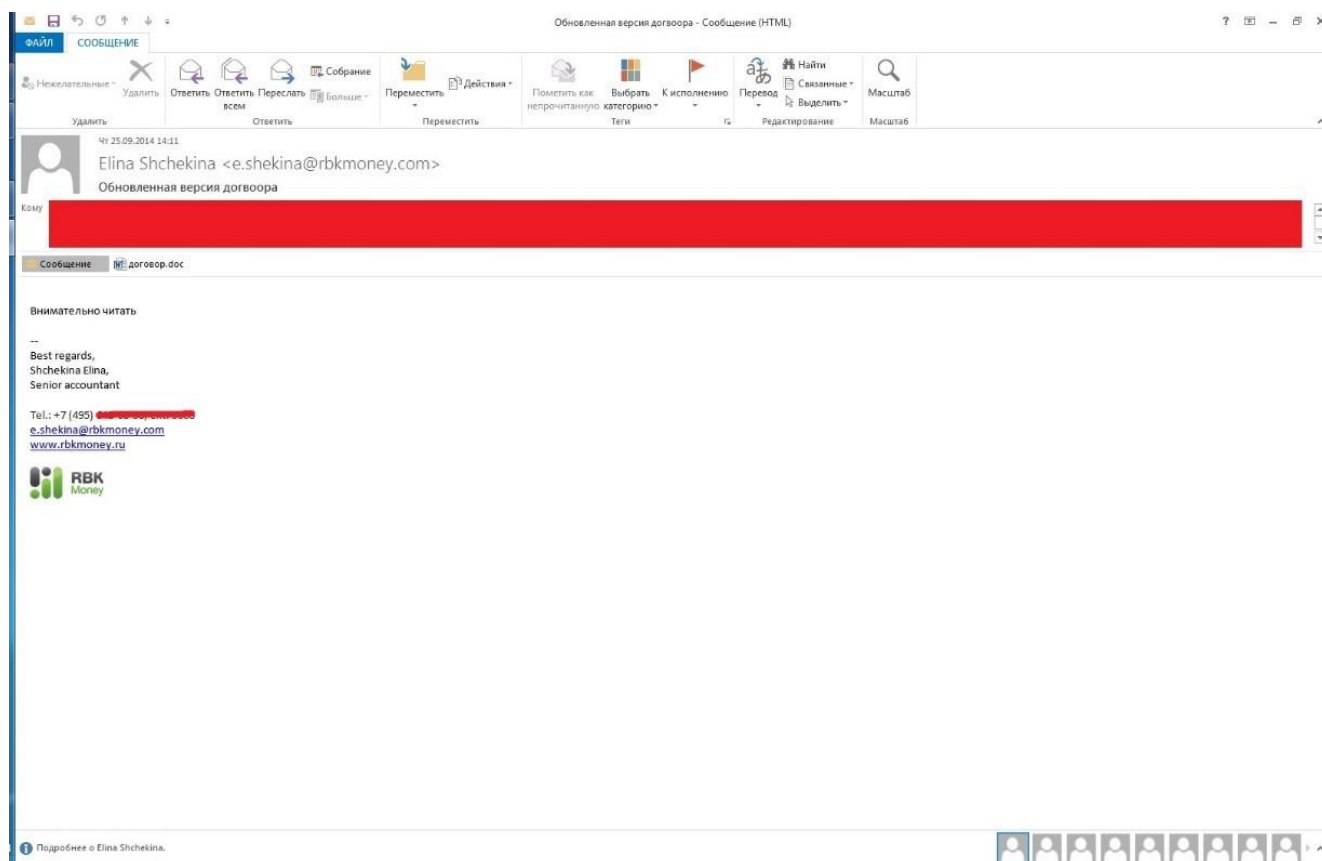 Обновленная версия догвоора - Сообщение (HTML)
ФАЙЛ СООБЩЕНИЕ
Нежелательные
Удалить
Ответить
Ответить всем
Переслать
Собрание
Больше
Переместить
Действия
Пометить как непрочитанную
Выбрать категорию
К исполнению
Перевод
Найти
Связанные
Выделить
Масштаб
Удалить Ответить Переместить Теги Редактирование Масштаб
Чт 25.09.2014 14:11
Elina Shchekina <e.shekina@rbkmoney.com>
Обновленная версия догвоора
Кому
Сообщение договор.doc
Внимательно читать
--
Best regards,
Shchekina Elina,
Senior accountant
Tel.: +7 (495)
e.shekina@rbkmoney.com
www.rbkmoney.ru
RBK
Money
Подробнее о Elina Shchekina.